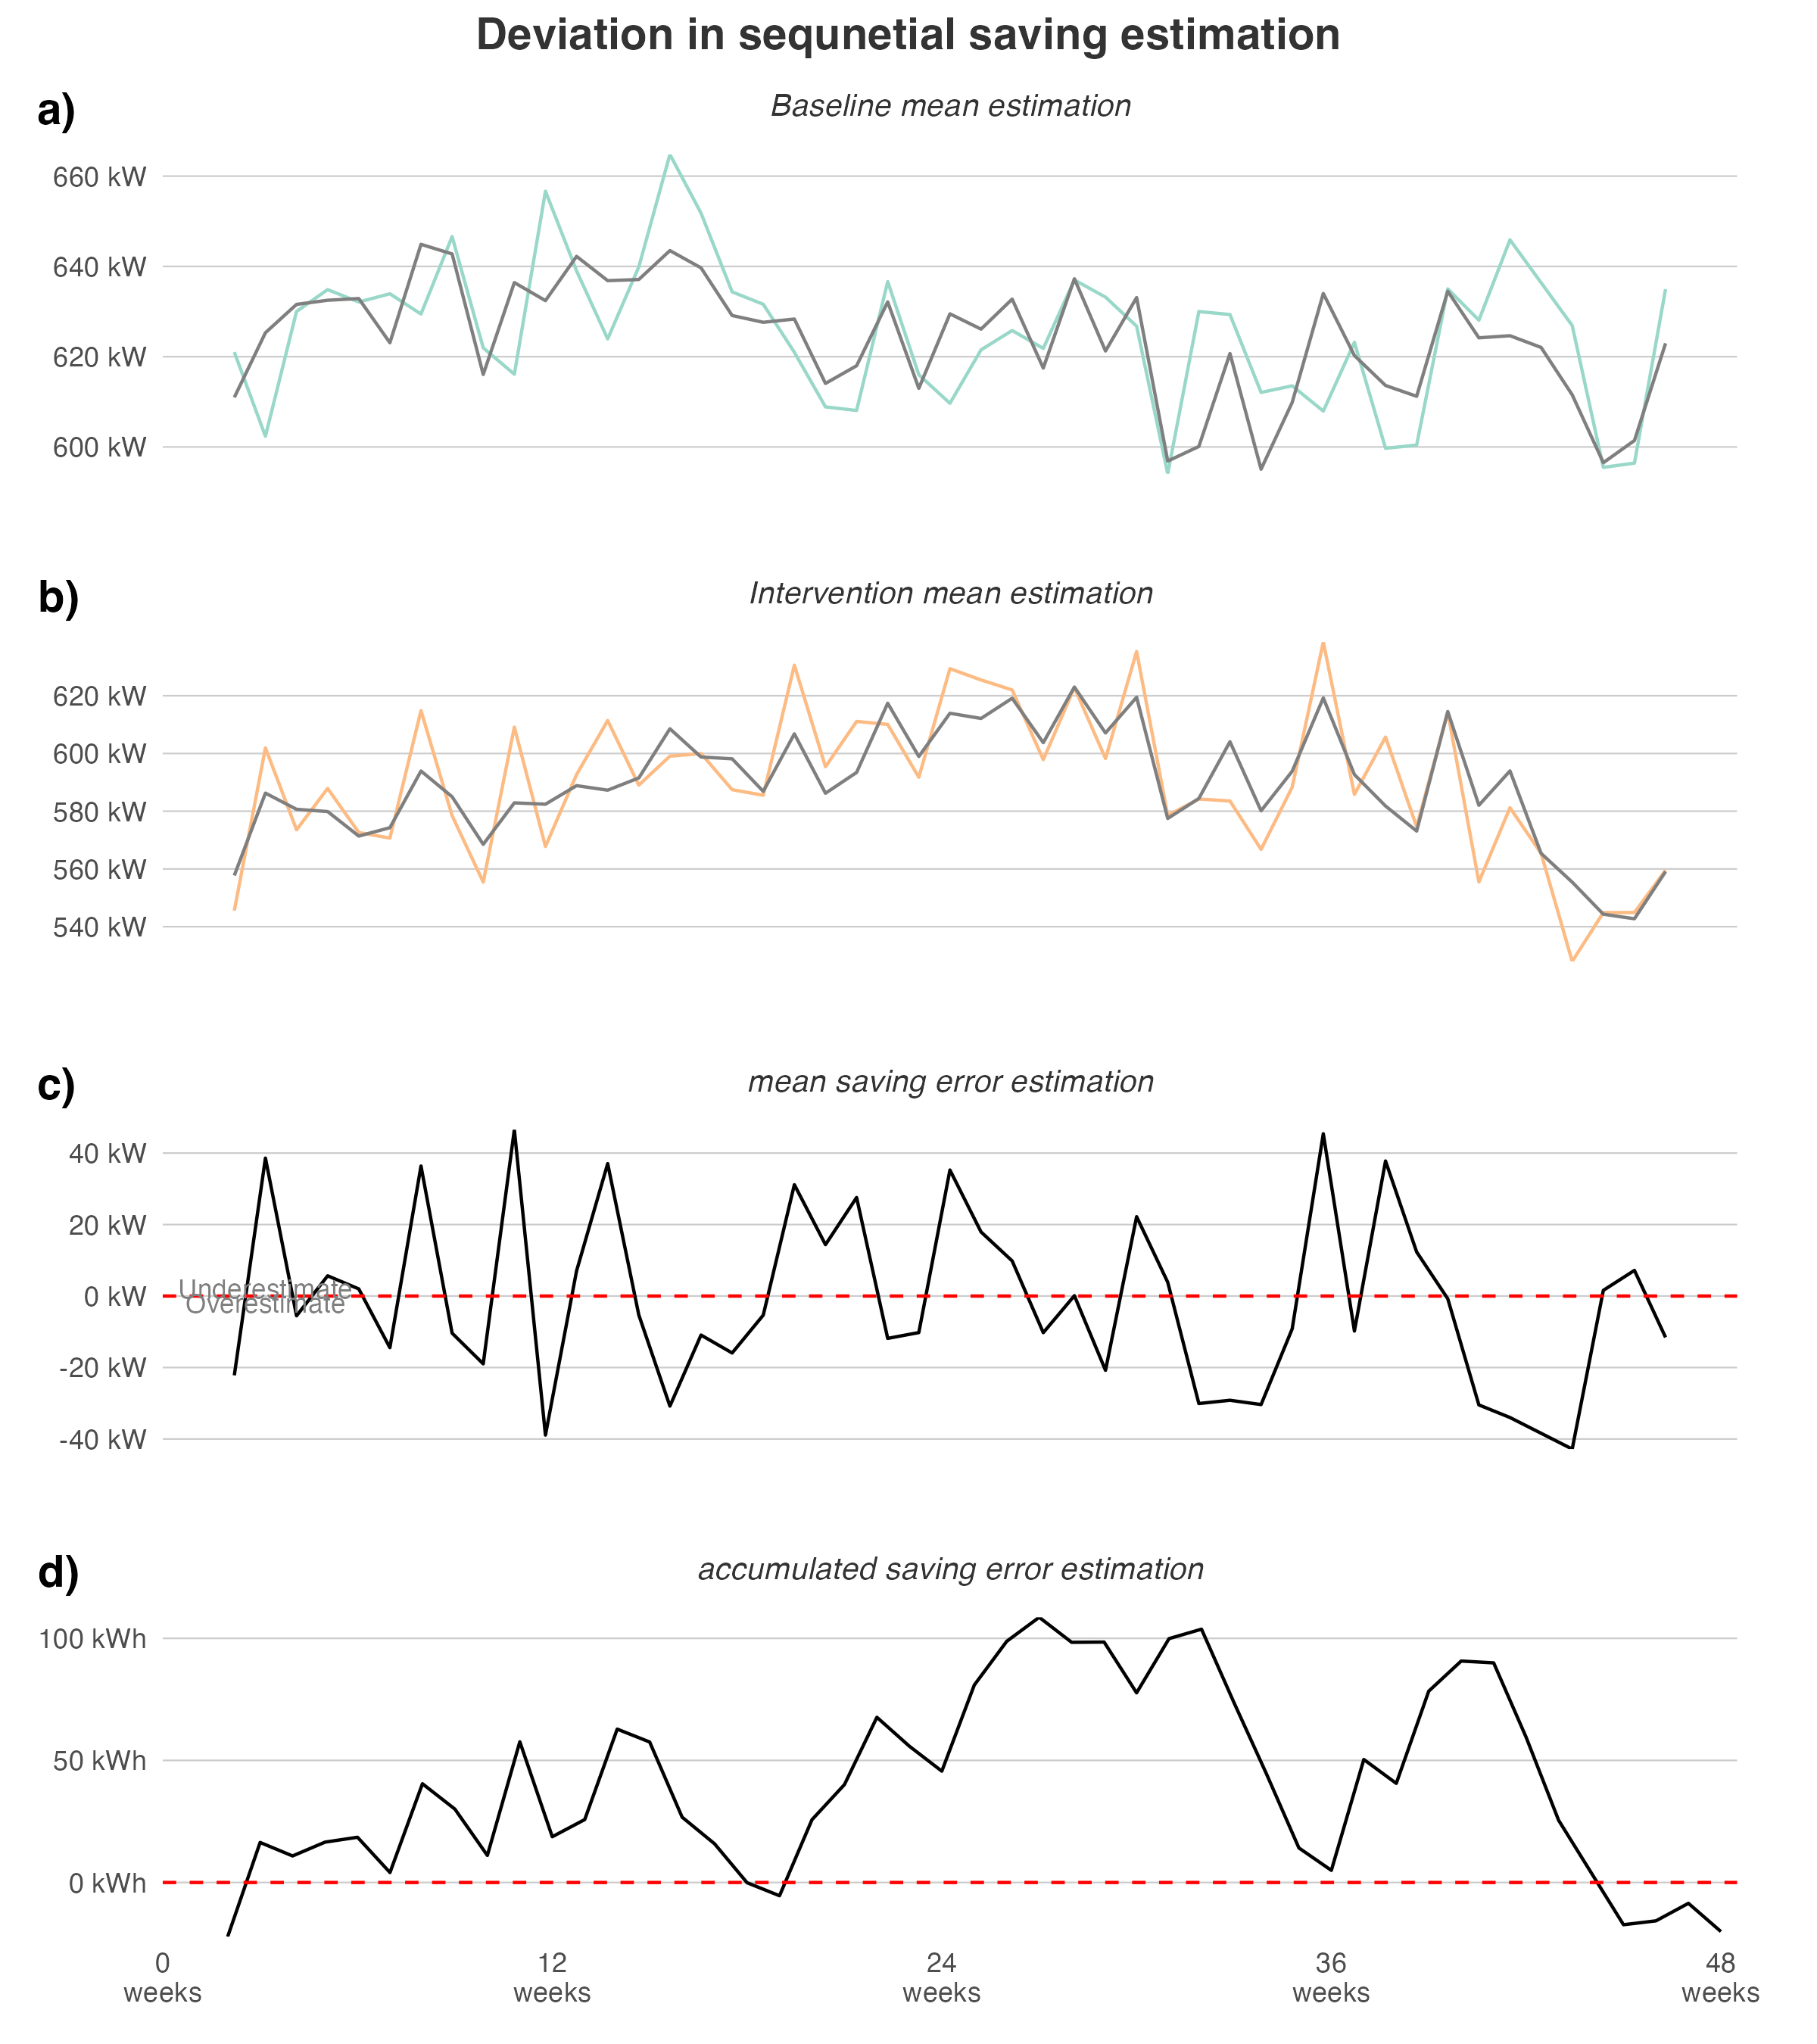 Deviation in sequnetial saving estimation
a)
Baseline mean estimation
660 kW
640 kW
620 kW
600 kW
b)
Intervention mean estimation
620 kW
600 kW
580 kW
560 kW
540 kW
c)
mean saving error estimation
40 kW
20 kW
Underestimate
0 kW
Overestimate
-20 kW
-40 kW
d)
accumulated saving error estimation
100 kWh
50 kWh
0 kWh
0 12 24 36 48
weeks weeks weeks weeks weeks